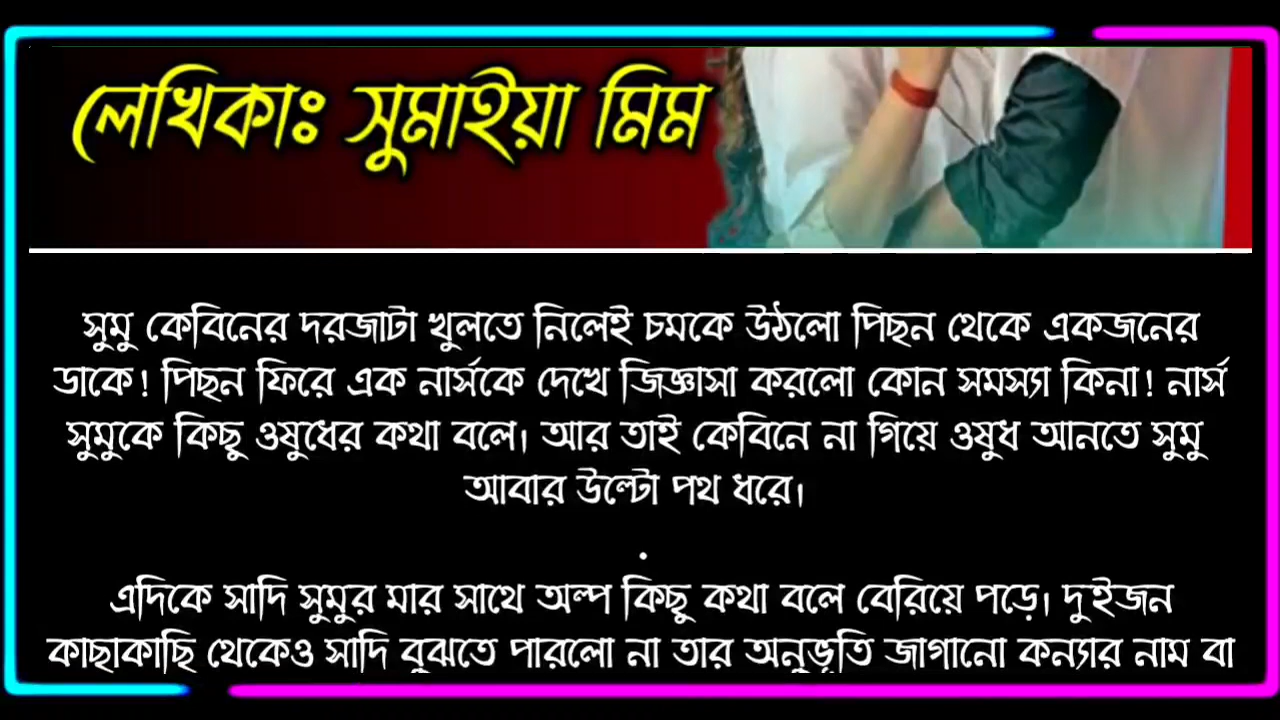 লেখিকাঃ সুমাইয়া মিম
সুমু কেবিনের দরজাটা খুলতে নিলেই চমকে উঠলো পিছন থেকে একজনের
ডাকে! পিছন ফিরে এক নার্সকে দেখে জিজ্ঞাসা করলো কোন সমস্যা কিনা! নার্স
সুমুকে কিছু ওষুধের কথা বলে। আর তাই কেবিনে না গিয়ে ওষুধ আনতে সুমু
আবার উল্টো পথ ধরে।
.
এদিকে সাদি সুমুর মার সাথে অল্প কিছু কথা বলে বেরিয়ে পড়ে। দুইজন
কাছাকাছি থেকেও সাদি বুঝতে পারলো না তার অনুভূতি জাগানো কন্যার নাম বা